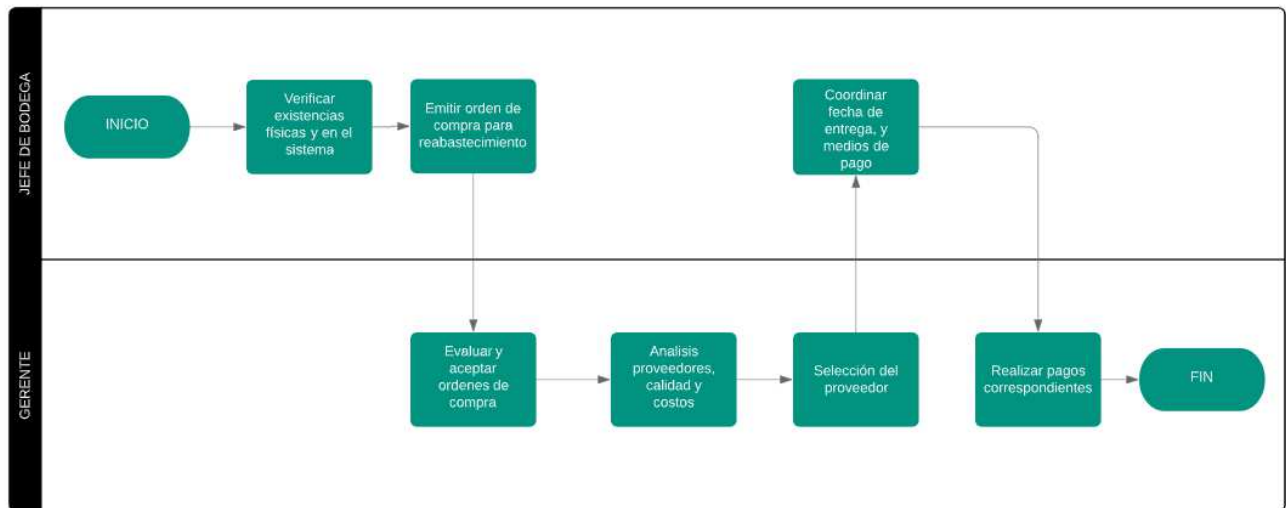 JEFE DE BODEGA
INICIO
Verificar
existencias
físicas y en el
sistema
Emitir orden de
compra para
reabastecimiento
Coordinar
fecha de
entrega, y
medios de
pago
GERENTE
Evaluar y
aceptar
ordenes de
compra
Analisis
proveedores,
calidad y
costos
Selección del
proveedor
Realizar pagos
correspondientes
FIN